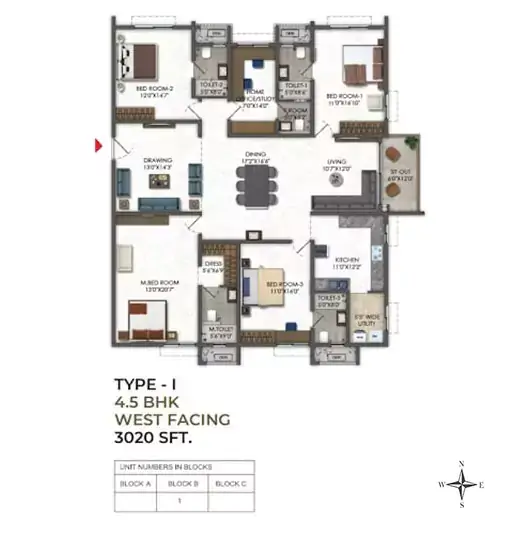 BED ROOM-2
12'0"X14'7"
TOILET-2
5'0"X8'0"
HOME
OFFICE/STUDY
7'0"X14'0"
TOILET-1
5'0"X8'6"
BED ROOM-1
11'0"X16'10"
DRAWING
13'0"X14'3"
DINING
17'2"X16'6"
LIVING
10'7"X12'0"
SIT-OUT
6'0"X12'0"
M.BED ROOM
13'0"X20'7"
DRESS
5'6"X6'9"
BED ROOM-3
11'0"X16'0"
KITCHEN
11'0"X12'2"
M.TOILET
5'6"X9'0"
TOILET-3
5'0"X8'0"
5'5" WIDE
UTILITY
TYPE - I
4.5 BHK
WEST FACING
3020 SFT.
UNIT NUMBERS IN BLOCKS
BLOCK A BLOCK B BLOCK C
1
N
W E
S